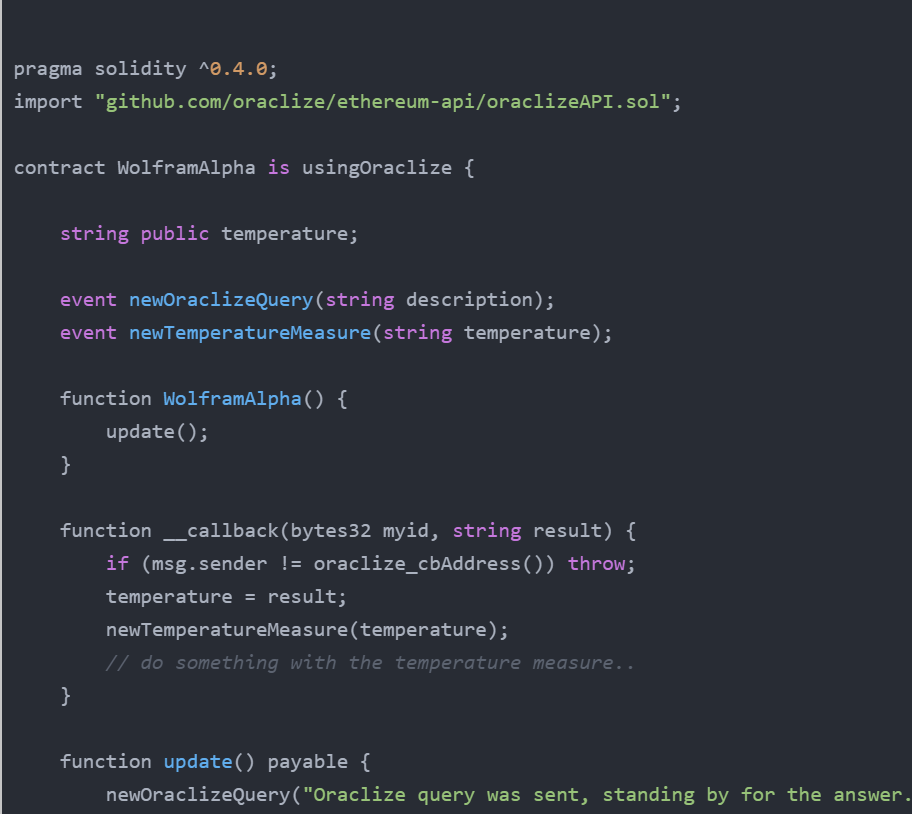 pragma solidity ^0.4.0;
import "github.com/oraclize/ethereum-api/oraclizeAPI.sol";
contract WolframAlpha is usingOraclize {
string public temperature;
event newOraclizeQuery(string description);
event newTemperatureMeasure(string temperature);
function WolframAlpha() {
update();
}
function __callback(bytes32 myid, string result) {
if (msg.sender != oraclize_cbAddress()) throw;
temperature = result;
newTemperatureMeasure(temperature);
// do something with the temperature measure..
}
function update() payable {
newOraclizeQuery("Oraclize query was sent, standing by for the answer.